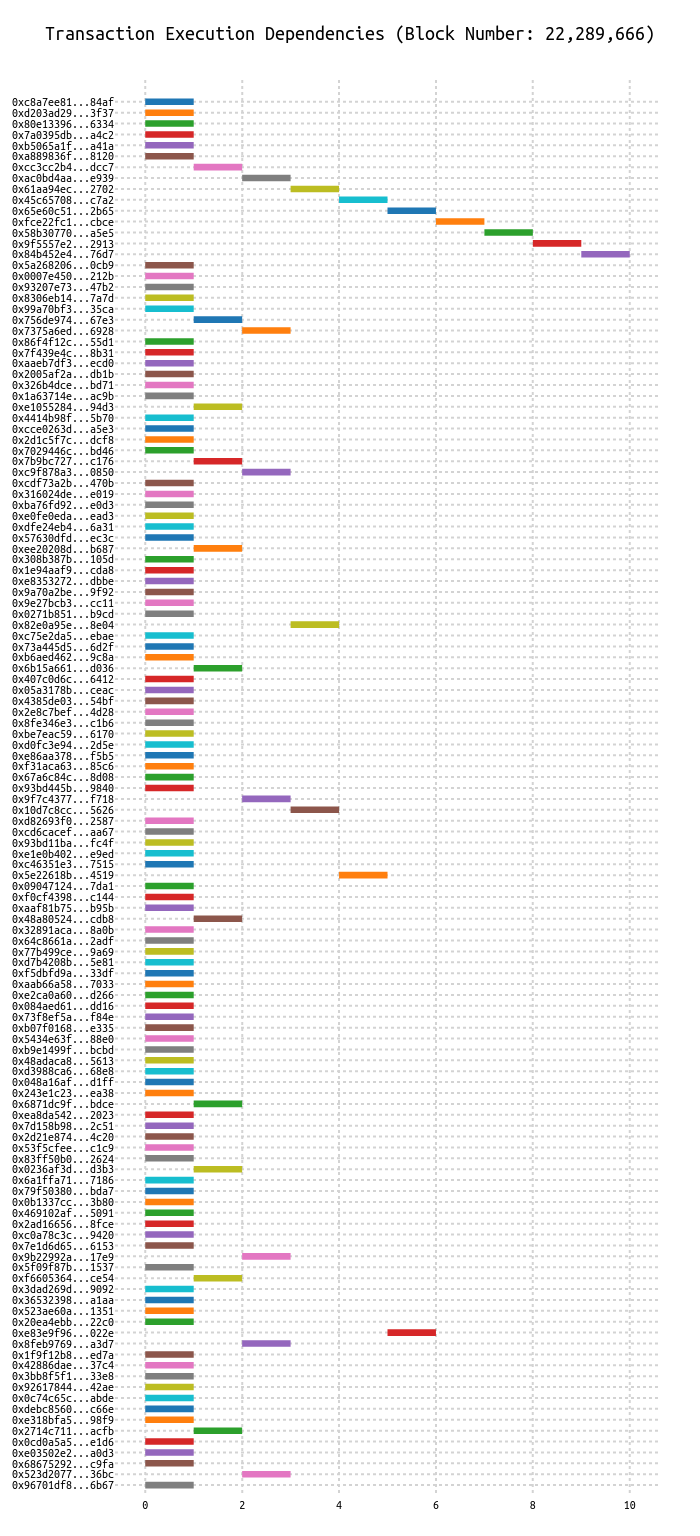 Transaction Execution Dependencies (Block Number: 22,289,666)
0xc8a7ee81...84af
0xd203ad29...3f37
0x80e13396...6334
0x7a0395db...a4c2
0xb5065a1f...a41a
0xa889836f...8120
0xcc3cc2b4...dcc7
0xac0bd4aa...e939
0x61aa94ec...2702
0x45c65708...c7a2
0x65e60c51...2b65
0xfce22fc1...cbce
0x58b30770...a5e5
0x9f5557e2...2913
0x84b452e4...76d7
0x5a268206...0cb9
0x0007e450...212b
0x93207e73...47b2
0x8306eb14...7a7d
0x99a70bf3...35ca
0x756de974...67e3
0x7375a6ed...6928
0x86f4f12c...55d1
0x7f439e4c...8b31
0xaaeb7df3...ecd0
0x2005af2a...db1b
0x326b4dce...bd71
0x1a63714e...ac9b
0xe1055284...94d3
0x4414b98f...5b70
0xcce0263d...a5e3
0x2d1c5f7c...dcf8
0x7029446c...bd46
0x7b9bc727...c176
0xc9f878a3...0850
0xcdf73a2b...470b
0x316024de...e019
0xba76fd92...e0d3
0xe0fe0eda...ead3
0xdfe24eb4...6a31
0x57630dfd...ec3c
0xee20208d...b687
0x308b387b...105d
0x1e94aaf9...cda8
0xe8353272...dbbe
0x9a70a2be...9f92
0x9e27bcb3...cc11
0x0271b851...b9cd
0x82e0a95e...8e04
0xc75e2da5...ebae
0x73a445d5...6d2f
0xb6aed462...9c8a
0x6b15a661...d036
0x407c0d6c...6412
0x05a3178b...ceac
0x4385de03...54bf
0x2e8c7bef...4d28
0x8fe346e3...c1b6
0xbe7eac59...6170
0xd0fc3e94...2d5e
0xe86aa378...f5b5
0xf31aca63...85c6
0x67a6c84c...8d08
0x93bd445b...9840
0x9f7c4377...f718
0x10d7c8cc...5626
0xd82693f0...2587
0xcd6cacef...aa67
0x93bd11ba...fc4f
0xe1e0b402...e9ed
0xc46351e3...7515
0x5e22618b...4519
0x09047124...7da1
0xf0cf4398...c144
0xaaf81b75...b95b
0x48a80524...cdb8
0x32891aca...8a0b
0x64c8661a...2adf
0x77b499ce...9a69
0xd7b4208b...5e81
0xf5dbfd9a...33df
0xaab66a58...7033
0xe2ca0a60...d266
0x084aed61...dd16
0x73f8ef5a...f84e
0xb07f0168...e335
0x5434e63f...88e0
0xb9e1499f...bcbd
0x48adaca8...5613
0xd3988ca6...68e8
0x048a16af...d1ff
0x243e1c23...ea38
0x6871dc9f...bdce
0xea8da542...2023
0x7d158b98...2c51
0x2d21e874...4c20
0x53f5cfee...c1c9
0x83ff50b0...2624
0x0236af3d...d3b3
0x6a1ffa71...7186
0x79f50380...bda7
0x0b1337cc...3b80
0x469102af...5091
0x2ad16656...8fce
0xc0a78c3c...9420
0x7e1d6d65...6153
0x9b22992a...17e9
0x5f09f87b...1537
0xf6605364...ce54
0x3dad269d...9092
0x36532398...a1aa
0x523ae60a...1351
0x20ea4ebb...22c0
0xe83e9f96...022e
0x8feb9769...a3d7
0x1f9f12b8...ed7a
0x42886dae...37c4
0x3bb8f5f1...33e8
0x92617844...42ae
0x0c74c65c...abde
0xdebc8560...c66e
0xe318bfa5...98f9
0x2714c711...acfb
0x0cd0a5a5...e1d6
0xe03502e2...a0d3
0x68675292...c9fa
0x523d2077...36bc
0x96701df8...6b67
0 2 4 6 8 10